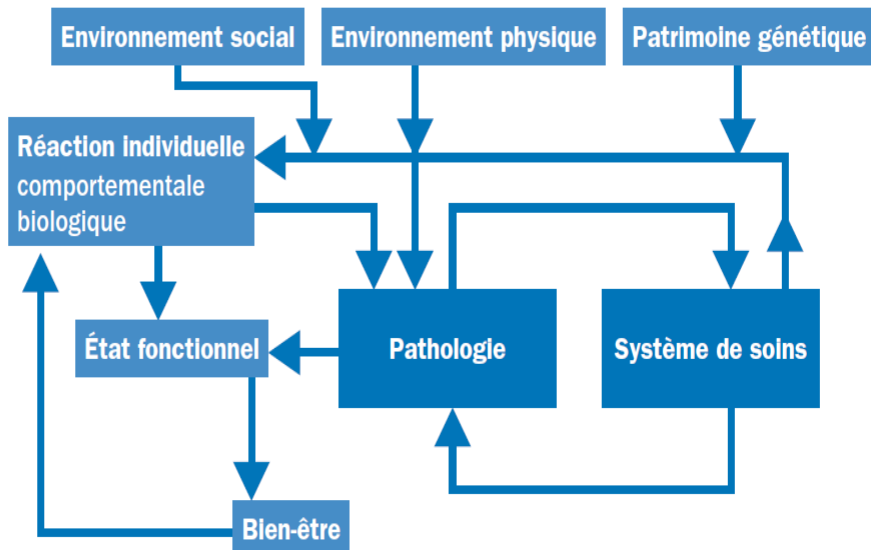 Environnement social
Environnement physique
Patrimoine génétique
Réaction individuelle
comportementale
biologique
État fonctionnel
Pathologie
Système de soins
Bien-être